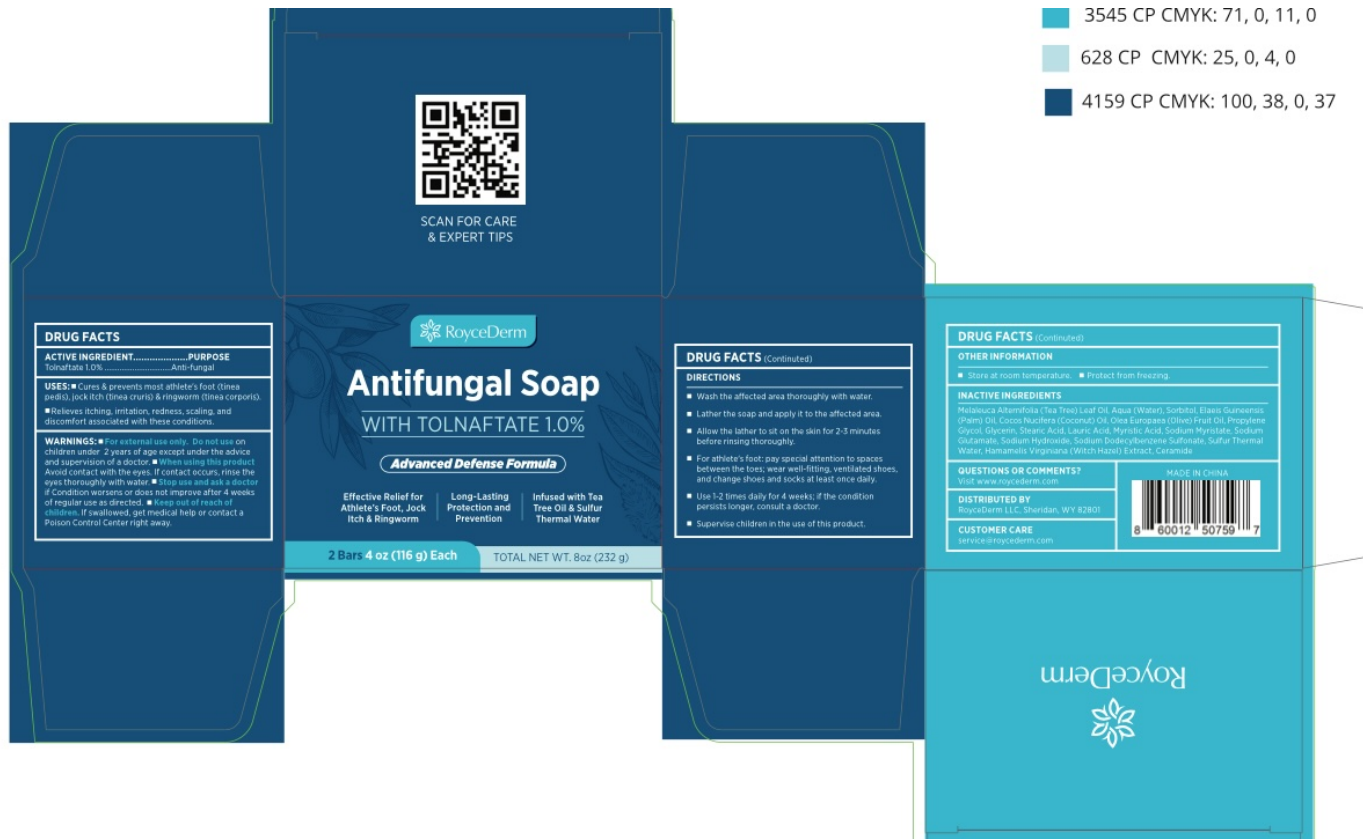 3545 CP CMYK: 71, 0, 11, 0
628 CP CMYK: 25, 0, 4, 0
4159 CP CMYK: 100, 38, 0, 37
SCAN FOR CARE
& EXPERT TIPS
DRUG FACTS
ACTIVE INGREDIENT......................PURPOSE
Tolnaftate 1.0% ............................Anti-fungal
USES: ■ Cures & prevents most athlete's foot (tinea
pedis), jock itch (tinea cruris) & ringworm (tinea corporis).
■ Relieves itching, irritation, redness, scaling, and
discomfort associated with these conditions.
WARNINGS: ■ For external use only. Do not use on
children under 2 years of age except under the advice
and supervision of a doctor. ■ When using this product
Avoid contact with the eyes. If contact occurs, rinse the
eyes thoroughly with water. ■ Stop use and ask a doctor
if Condition worsens or does not improve after 4 weeks
of regular use as directed. ■ Keep out of reach of
children. If swallowed, get medical help or contact a
Poison Control Center right away.
RoyceDerm
Antifungal Soap
WITH TOLNAFTATE 1.0%
Advanced Defense Formula
Effective Relief for
Athlete's Foot, Jock
Itch & Ringworm
Long-Lasting
Protection and
Prevention
Infused with Tea
Tree Oil & Sulfur
Thermal Water
2 Bars 4 oz (116 g) Each
TOTAL NET WT. 8oz (232 g)
DRUG FACTS (Continuted)
DIRECTIONS
■ Wash the affected area thoroughly with water.
■ Lather the soap and apply it to the affected area.
■ Allow the lather to sit on the skin for 2-3 minutes
before rinsing thoroughly.
■ For athlete's foot: pay special attention to spaces
between the toes; wear well-fitting, ventilated shoes,
and change shoes and socks at least once daily.
■ Use 1-2 times daily for 4 weeks; if the condition
persists longer, consult a doctor.
■ Supervise children in the use of this product.
DRUG FACTS (Continuted)
OTHER INFORMATION
■ Store at room temperature. ■ Protect from freezing.
INACTIVE INGREDIENTS
Melaleuca Alternifolia (Tea Tree) Leaf Oil, Aqua (Water), Sorbitol, Elaeis Guineensis
(Palm) Oil, Cocos Nucifera (Coconut) Oil, Olea Europaea (Olive) Fruit Oil, Propylene
Glycol, Glycerin, Stearic Acid, Lauric Acid, Myristic Acid, Sodium Myristate, Sodium
Glutamate, Sodium Hydroxide, Sodium Dodecylbenzene Sulfonate, Sulfur Thermal
Water, Hamamelis Virginiana (Witch Hazel) Extract, Ceramide
QUESTIONS OR COMMENTS?
Visit www.roycederm.com
DISTRIBUTED BY
RoyceDerm LLC, Sheridan, WY 82801
CUSTOMER CARE
service@roycederm.com
MADE IN CHINA
8 60012 50759 7
RoyceDerm